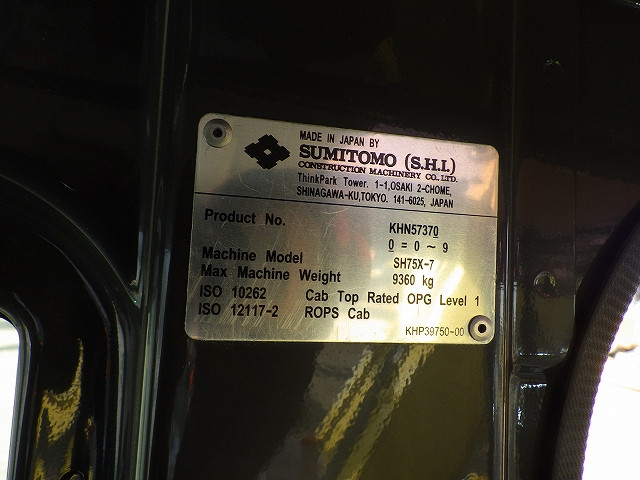 MADE IN JAPAN BY
SUMITOMO (S.H.I.)
CONSTRUCTION MACHINERY CO., LTD.
ThinkPark Tower. 1-1,OSAKI 2-CHOME,
SHINAGAWA-KU,TOKYO. 141-6025, JAPAN
Product No. KHN57370
0 = 0 ~ 9
Machine Model SH75X-7
Max Machine Weight 9360 kg
ISO 10262 Cab Top Rated OPG Level 1
ISO 12117-2 ROPS Cab
KHP39750-00